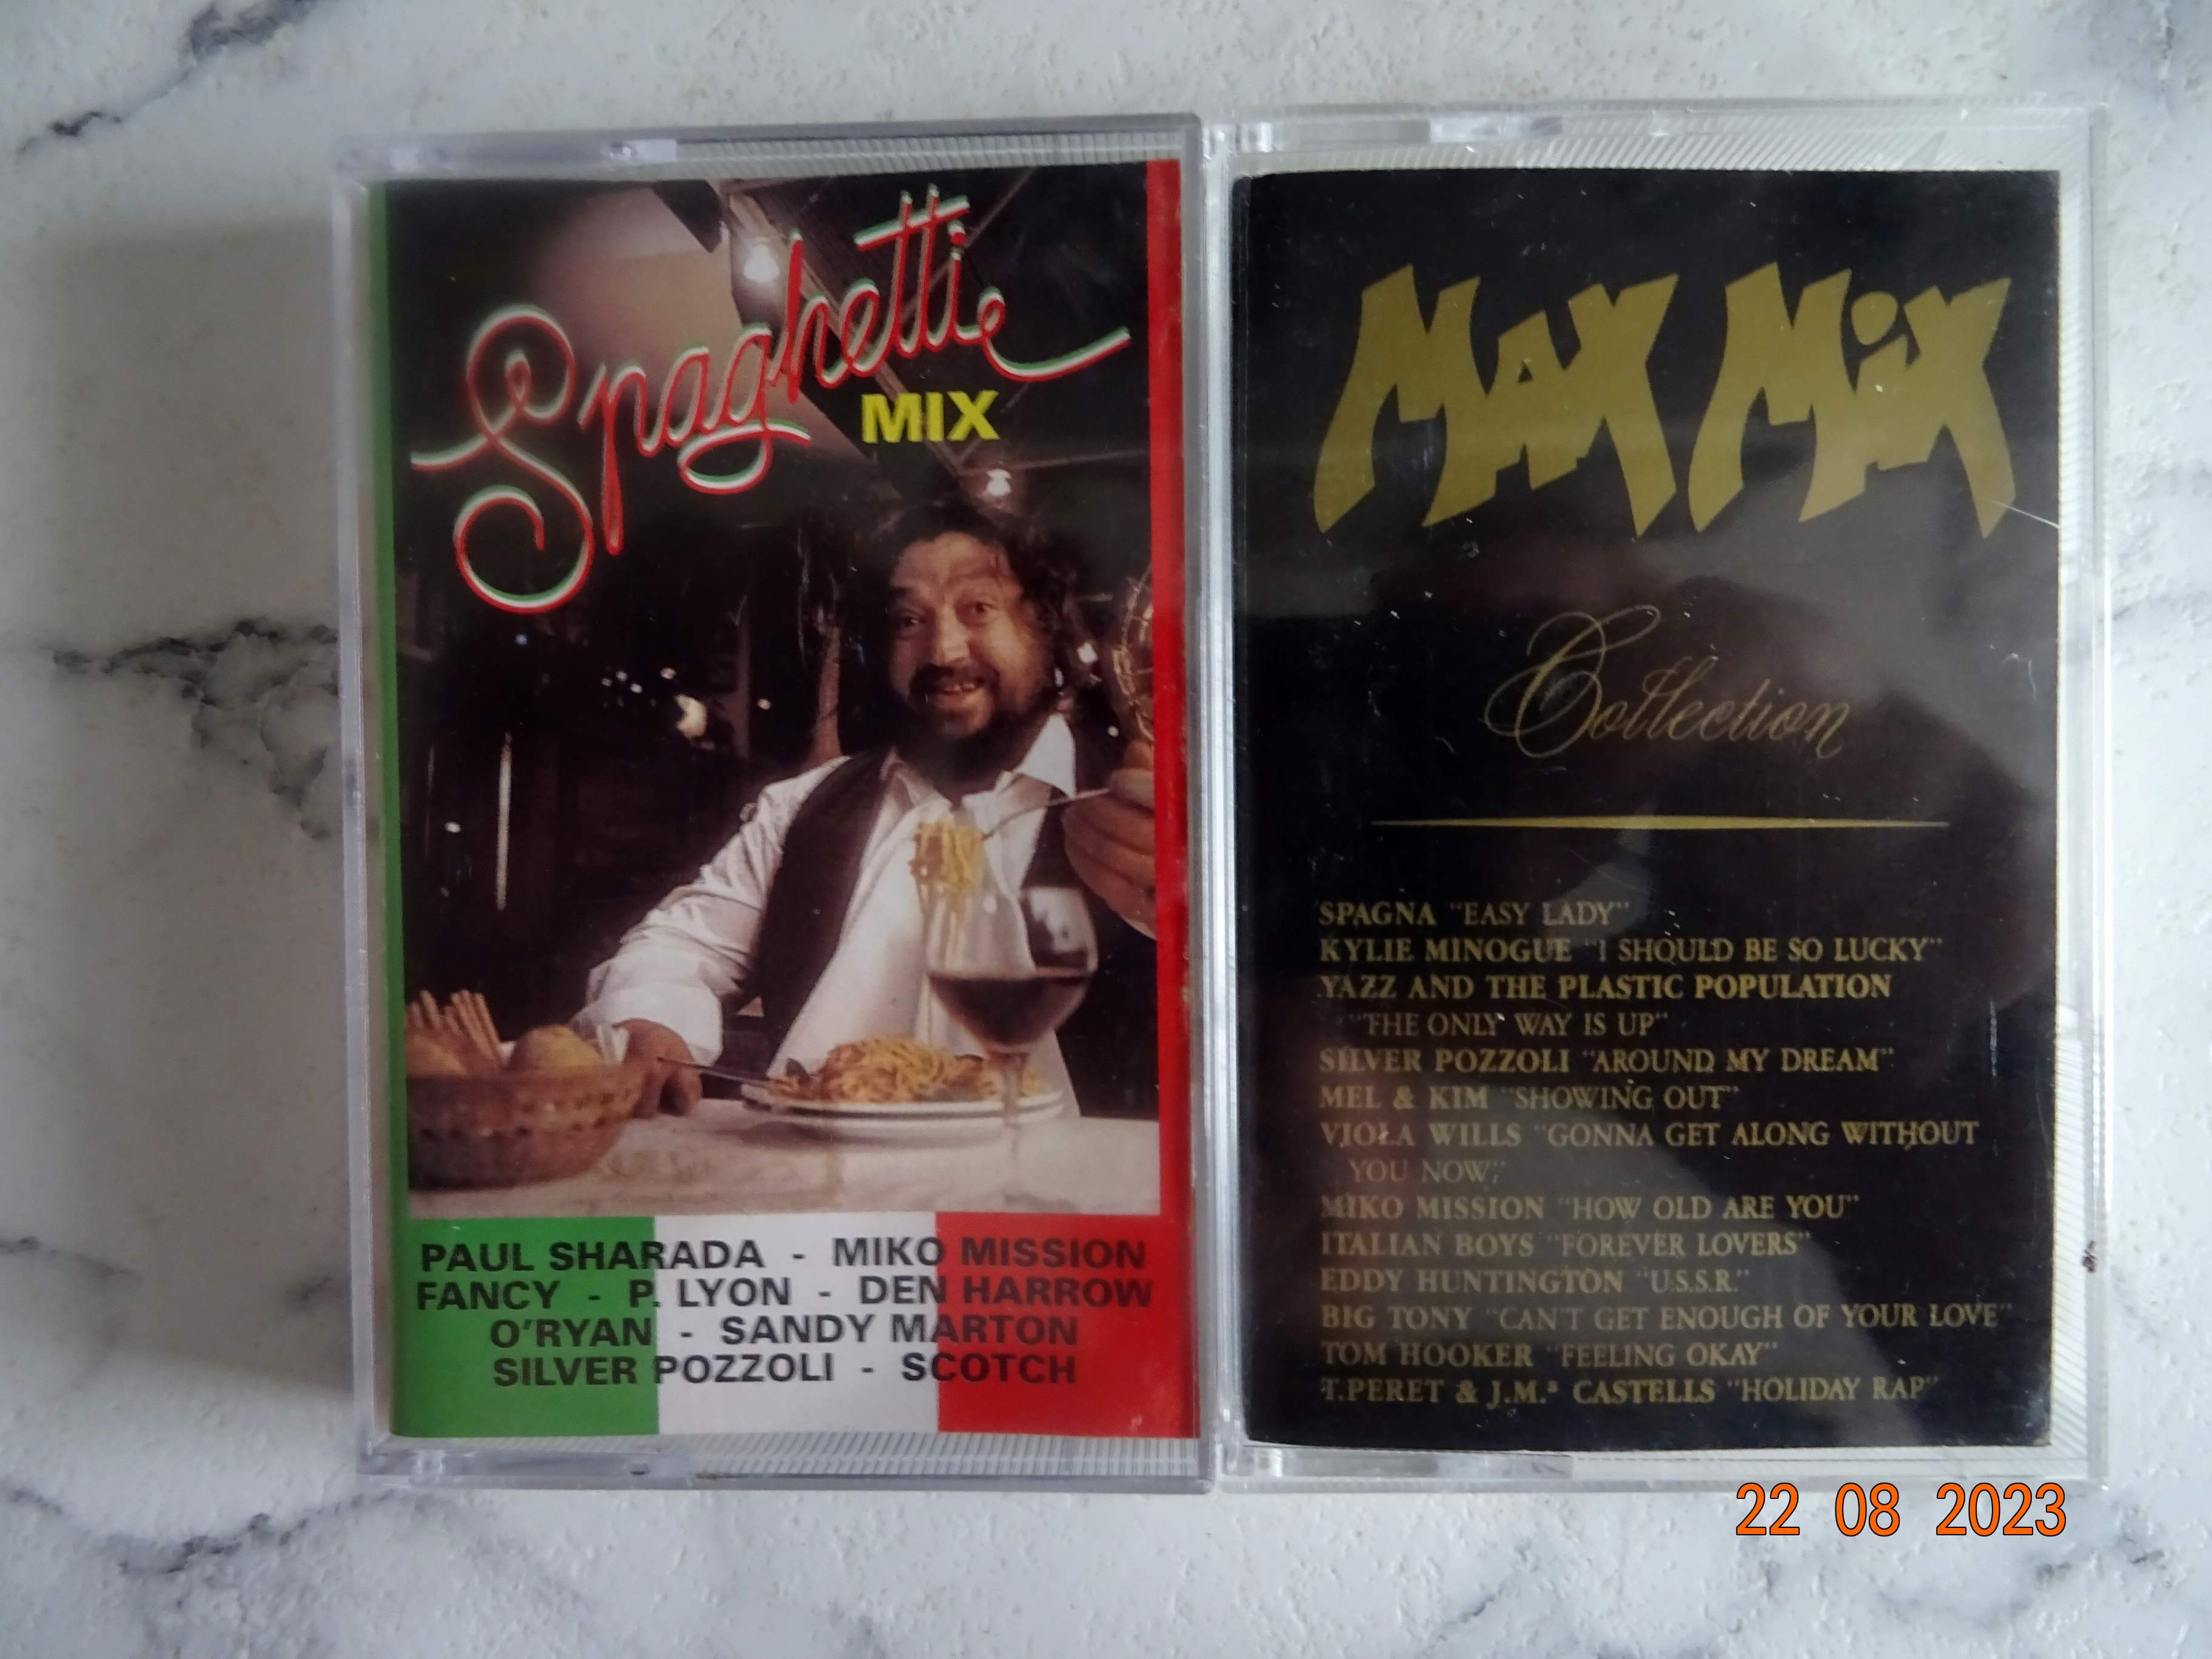 Spaghetti
MIX
PAUL SHARADA - MIKO MISSION
FANCY - P. LYON - DEN HARROW
O'RYAN - SANDY MARTON
SILVER POZZOLI - SCOTCH
MAX MiX
Collection
SPAGNA "EASY LADY"
KYLIE MINOGUE "I SHOULD BE SO LUCKY"
YAZZ AND THE PLASTIC POPULATION
"THE ONLY WAY IS UP"
SILVER POZZOLI "AROUND MY DREAM"
MEL & KIM "SHOWING OUT"
VIOLA WILLS "GONNA GET ALONG WITHOUT
YOU NOW"
MIKO MISSION "HOW OLD ARE YOU"
ITALIAN BOYS "FOREVER LOVERS"
EDDY HUNTINGTON "U.S.S.R."
BIG TONY "CAN'T GET ENOUGH OF YOUR LOVE"
TOM HOOKER "FEELING OKAY"
T.PERET & J.M.ª CASTELLS "HOLIDAY RAP"
22 08 2023